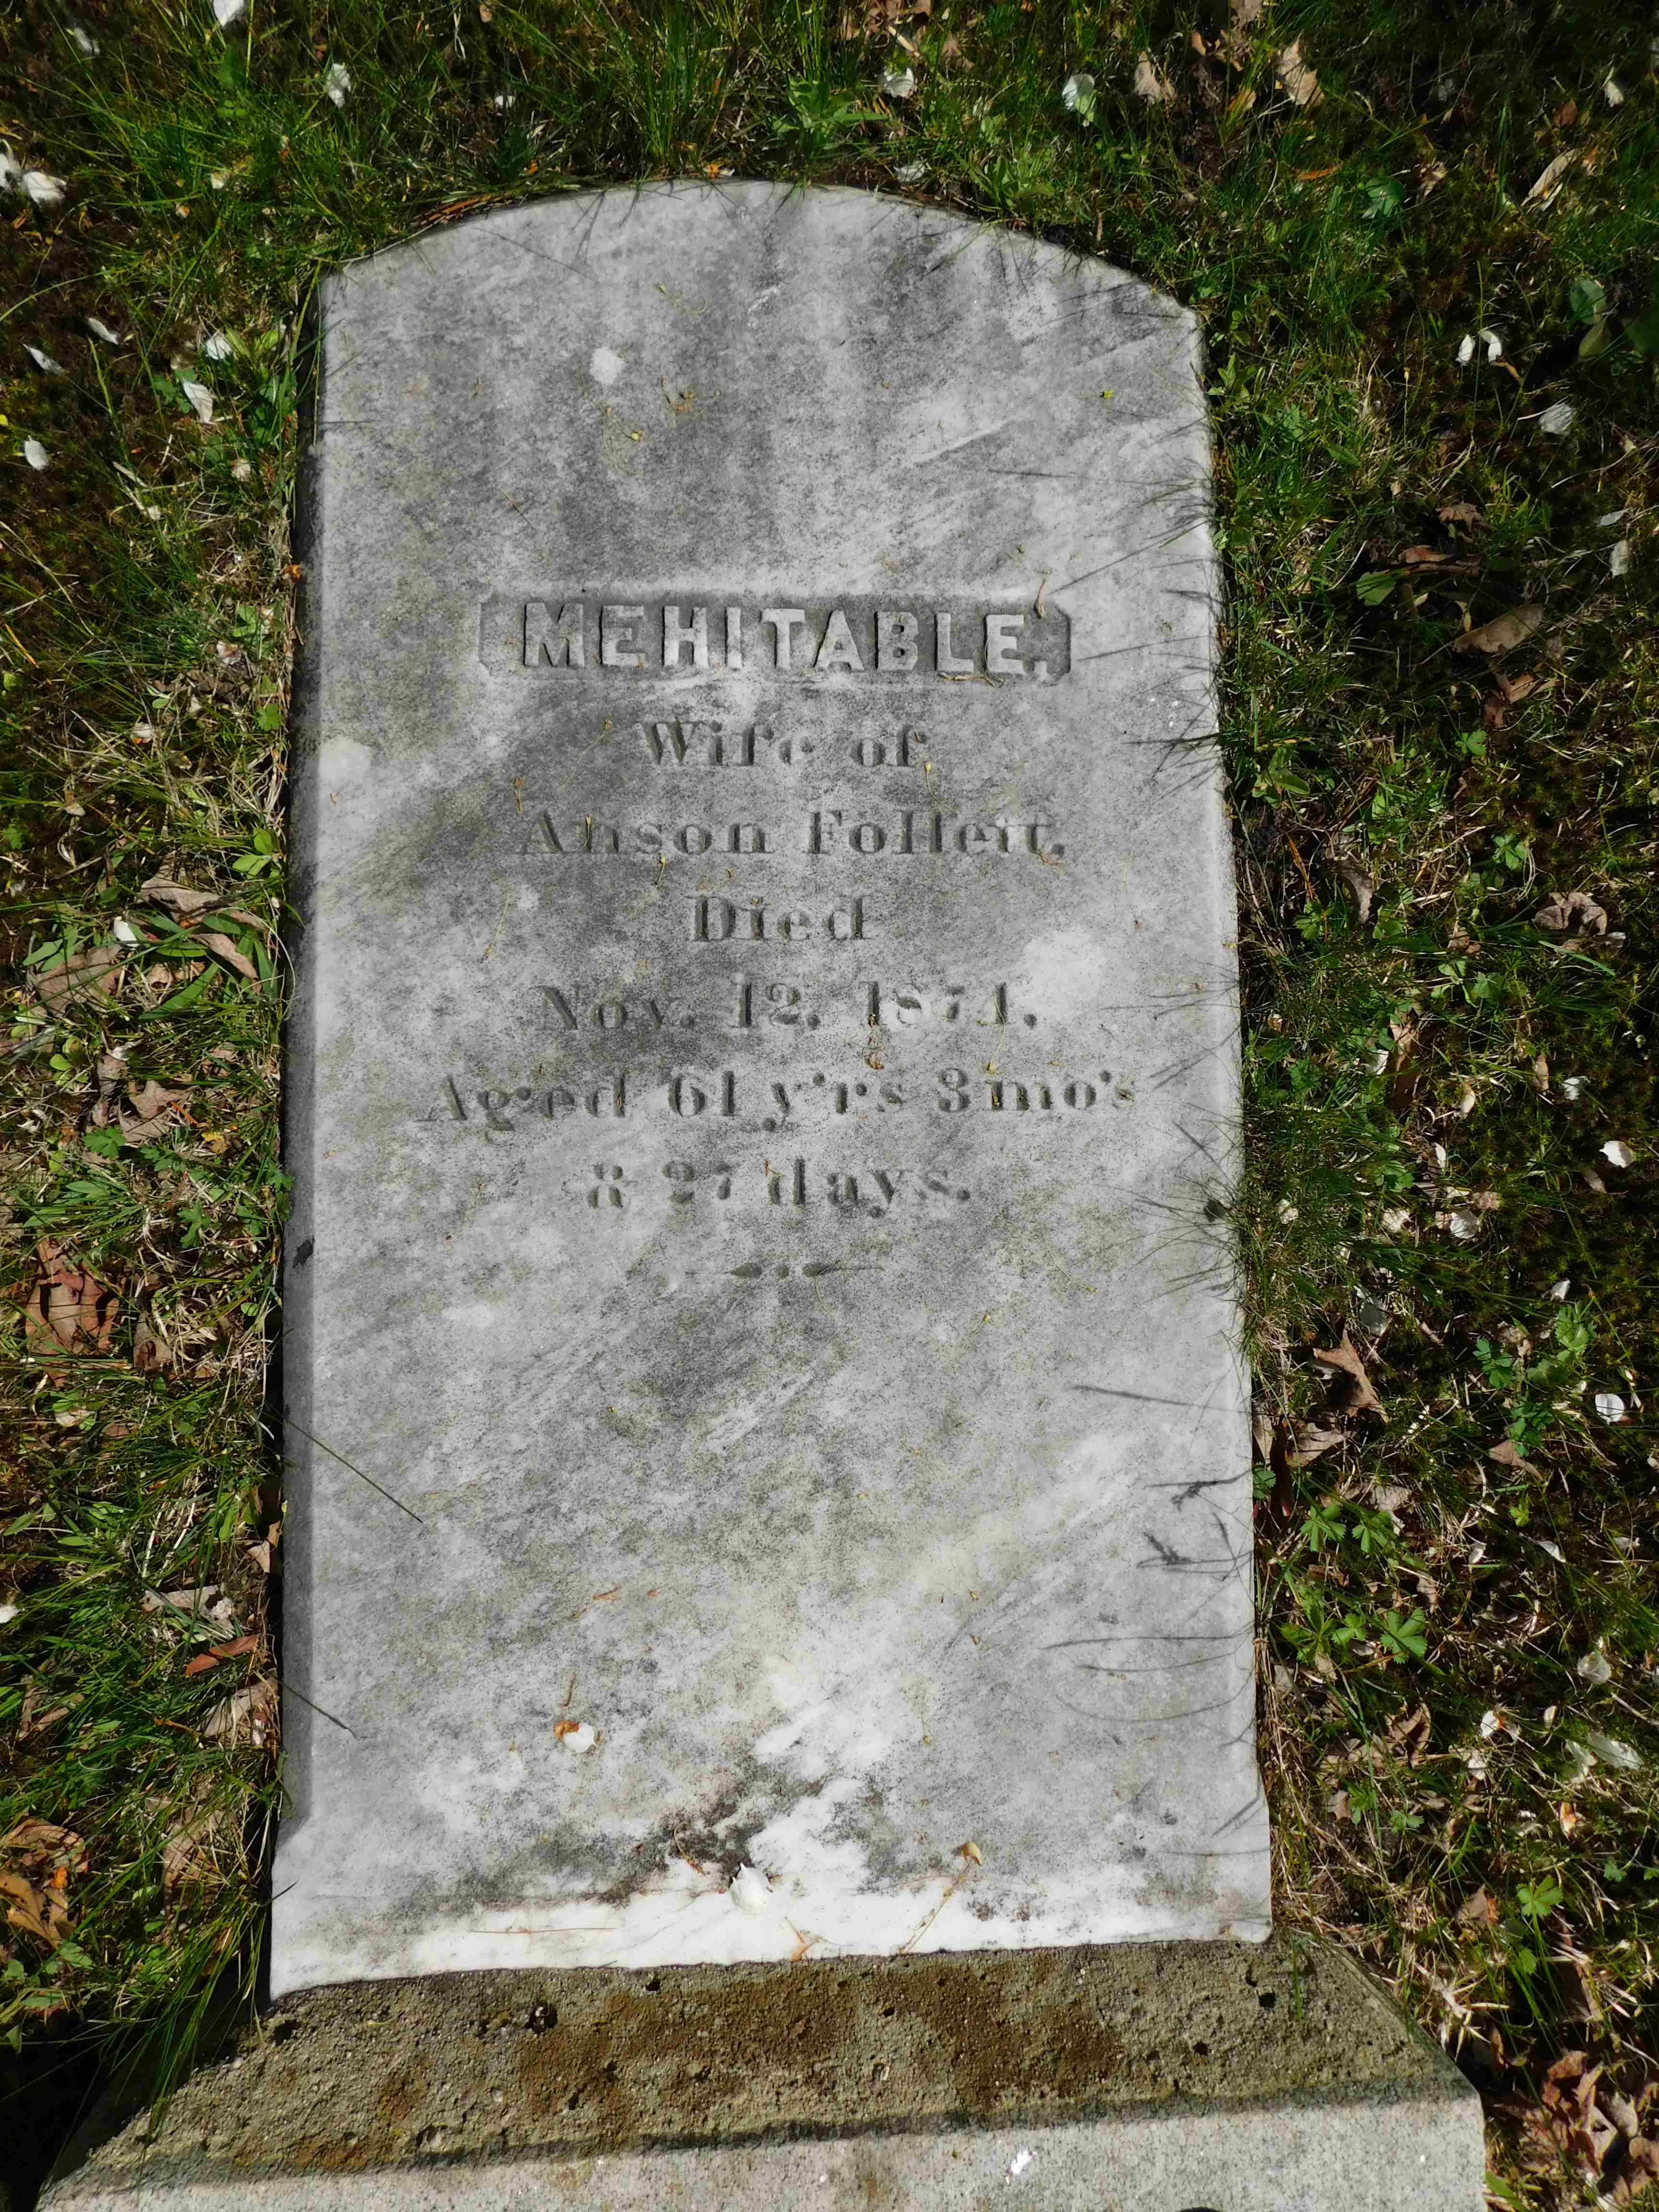 MEHITABLE.
Wife of
Anson Follett.
Died
Nov. 12. 1871.
Aged 61 y'rs 3 mo's
& 27 days.